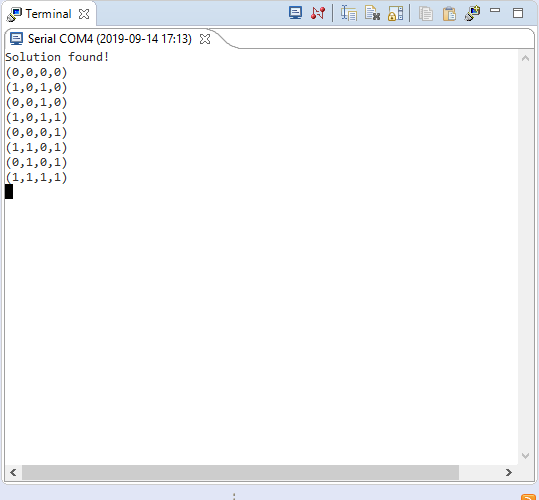 Terminal
Serial COM4 (2019-09-14 17:13)
Solution found!
(0,0,0,0)
(1,0,1,0)
(0,0,1,0)
(1,0,1,1)
(0,0,0,1)
(1,1,0,1)
(0,1,0,1)
(1,1,1,1)